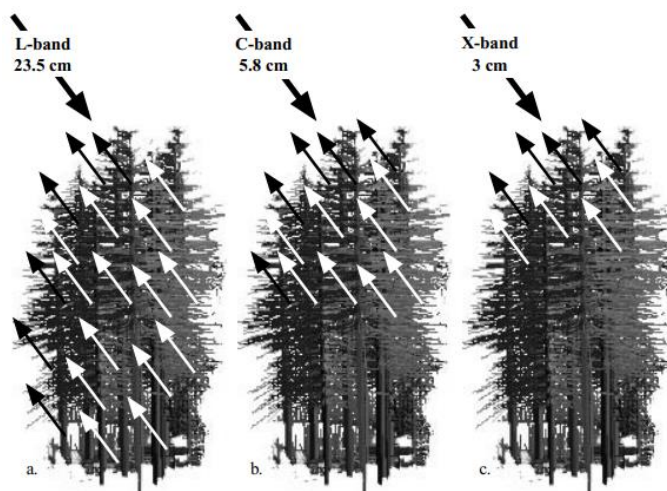 L-band
23.5 cm
C-band
5.8 cm
X-band
3 cm
a.
b.
c.